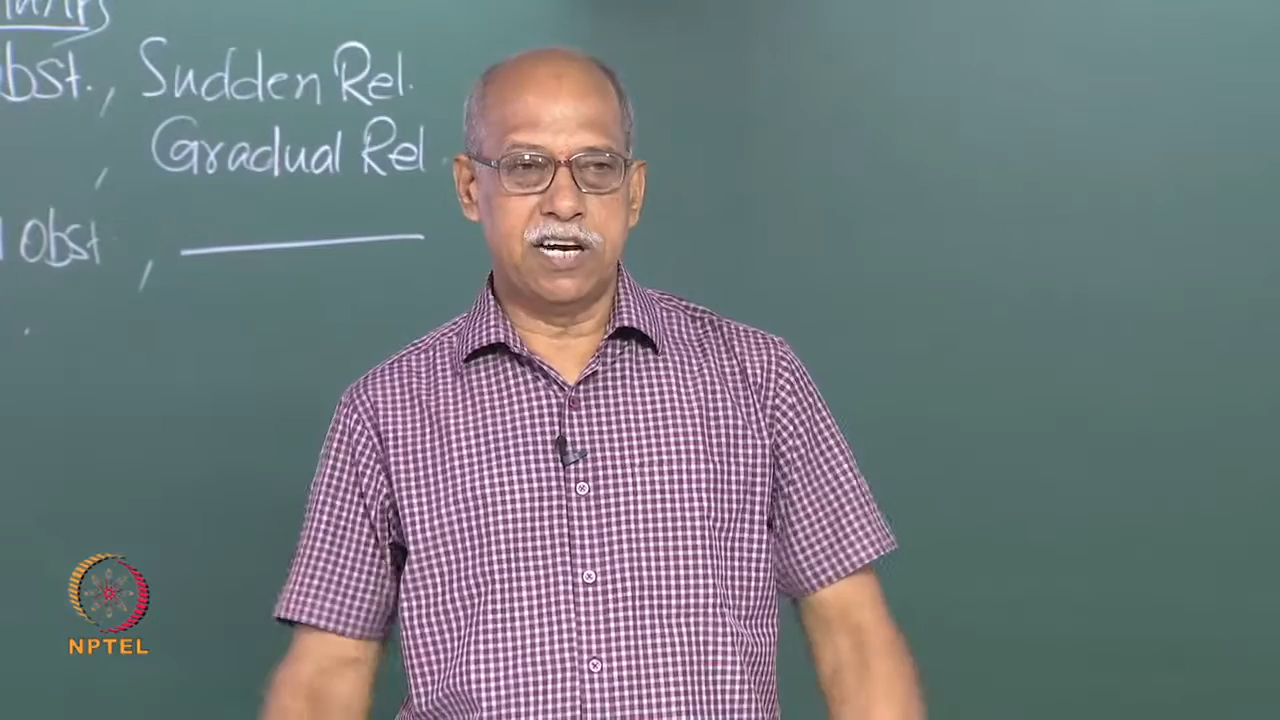 obst., Sudden Rel.
, Gradual Rel.
l Obst ,
NPTEL